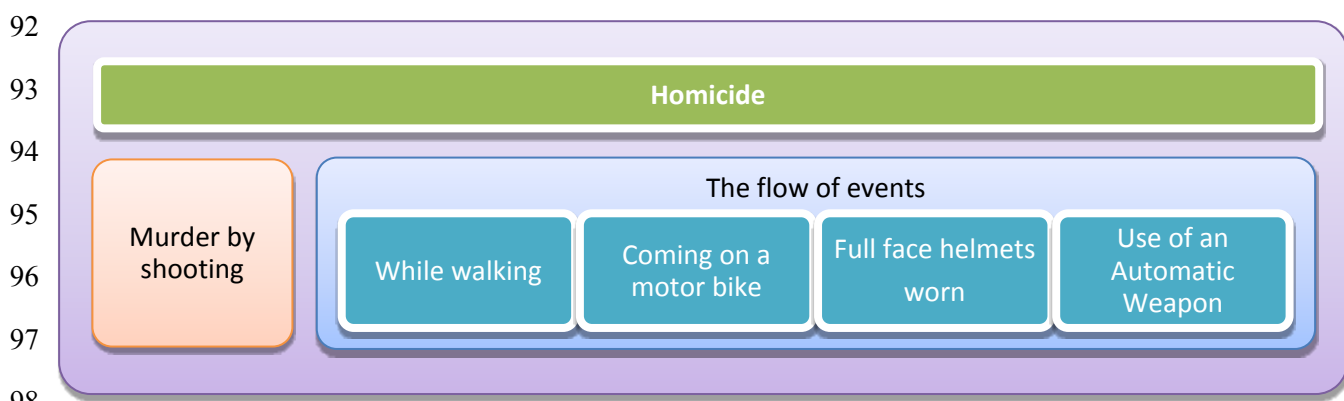 92
93
Homicide
94
The flow of events
95
Murder by
shooting
While walking
Coming on a
motor bike
Full face helmets
worn
Use of an
Automatic
Weapon
96
97
98